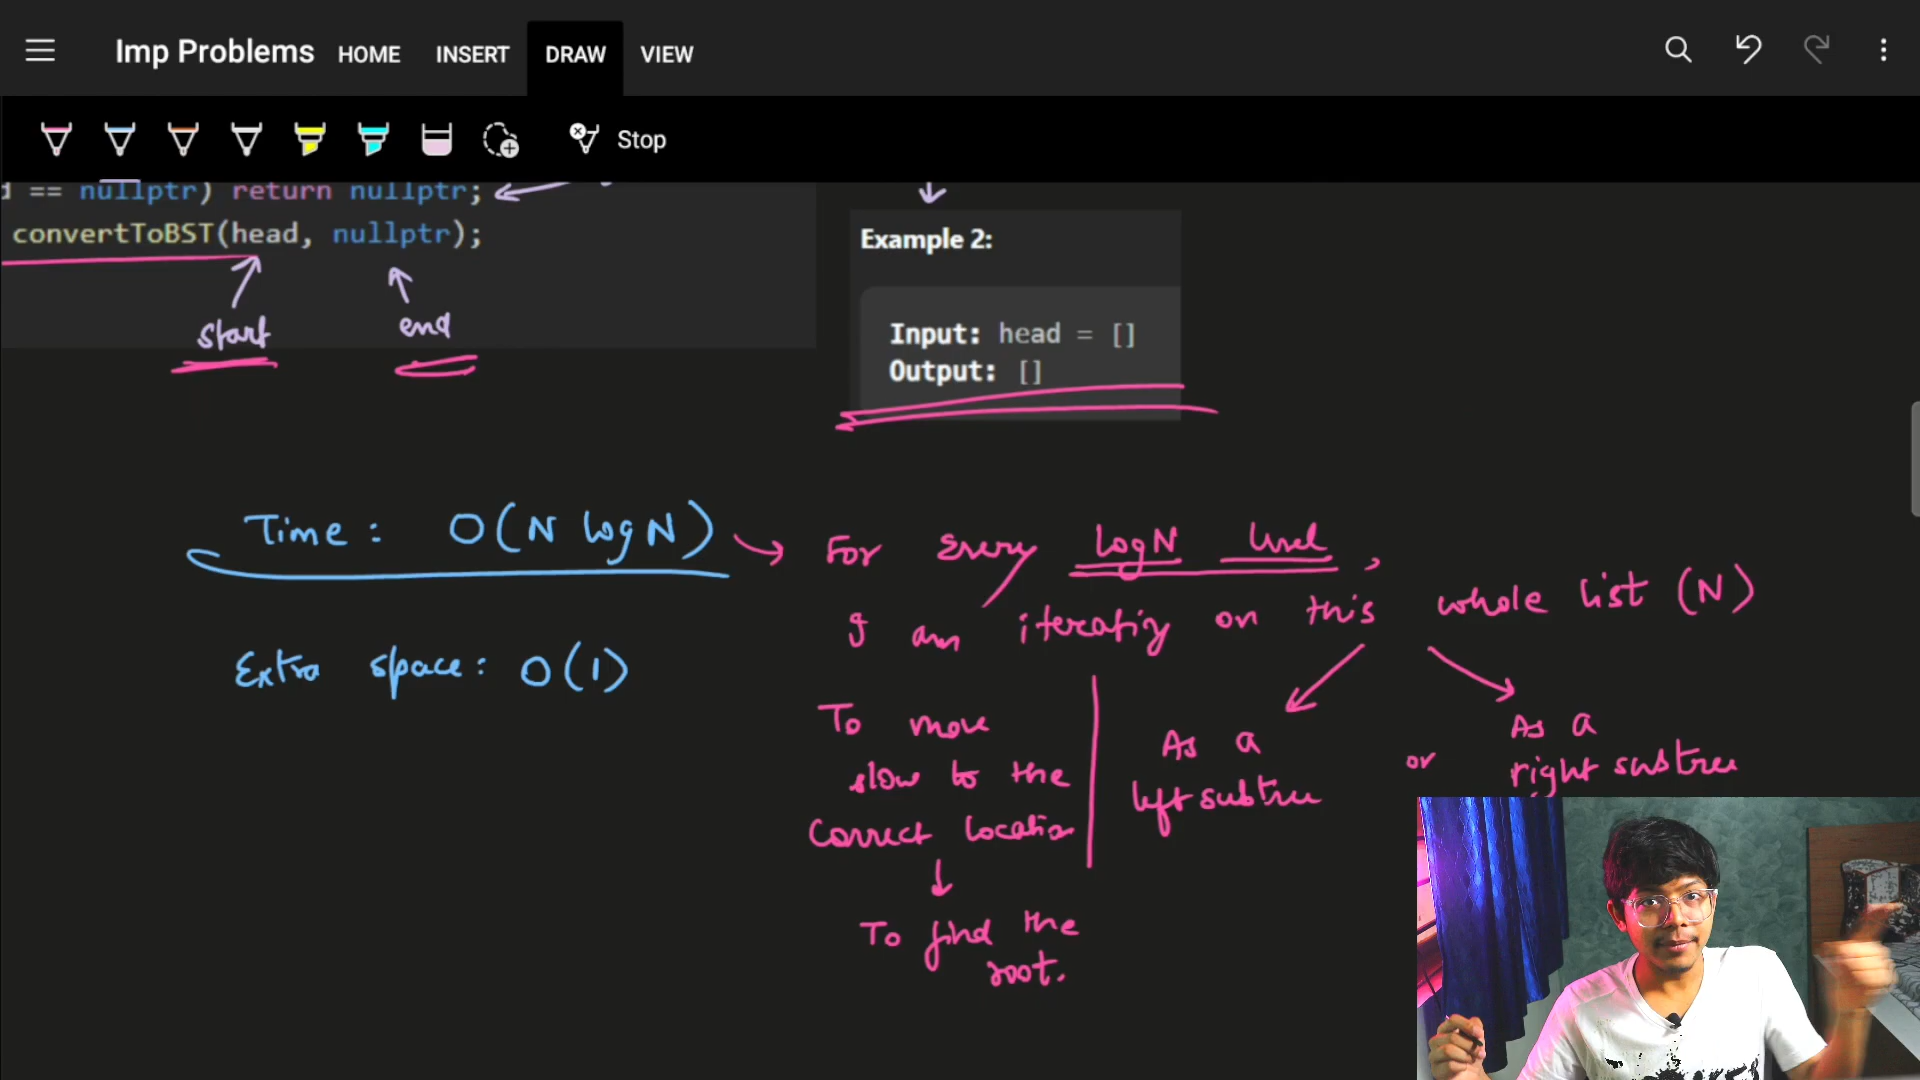 Imp Problems HOME INSERT DRAW VIEW
Stop
d == nullptr) return nullptr;
convertToBST(head, nullptr);
start end
Example 2:
Input: head = []
Output: []
Time: O(N log N)
Extra space: O(1)
For Every log N level,
I am iterating on this whole list (N)
To move
slow to the
correct location
To find the
root.
As a
left subtree
or
As a
right subtree